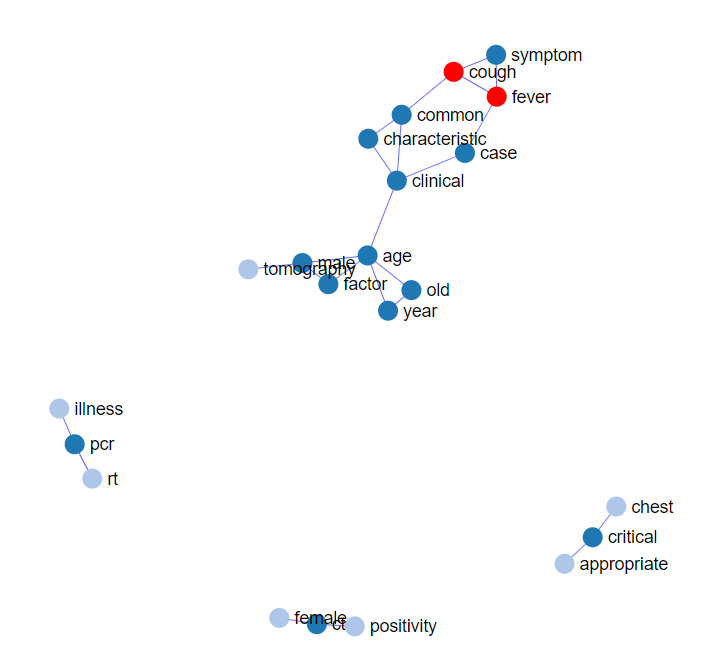 symptom
cough
fever
common
characteristic
case
clinical
age
male
tomography
factor
old
year
illness
pcr
rt
chest
critical
appropriate
female
ct
positivity